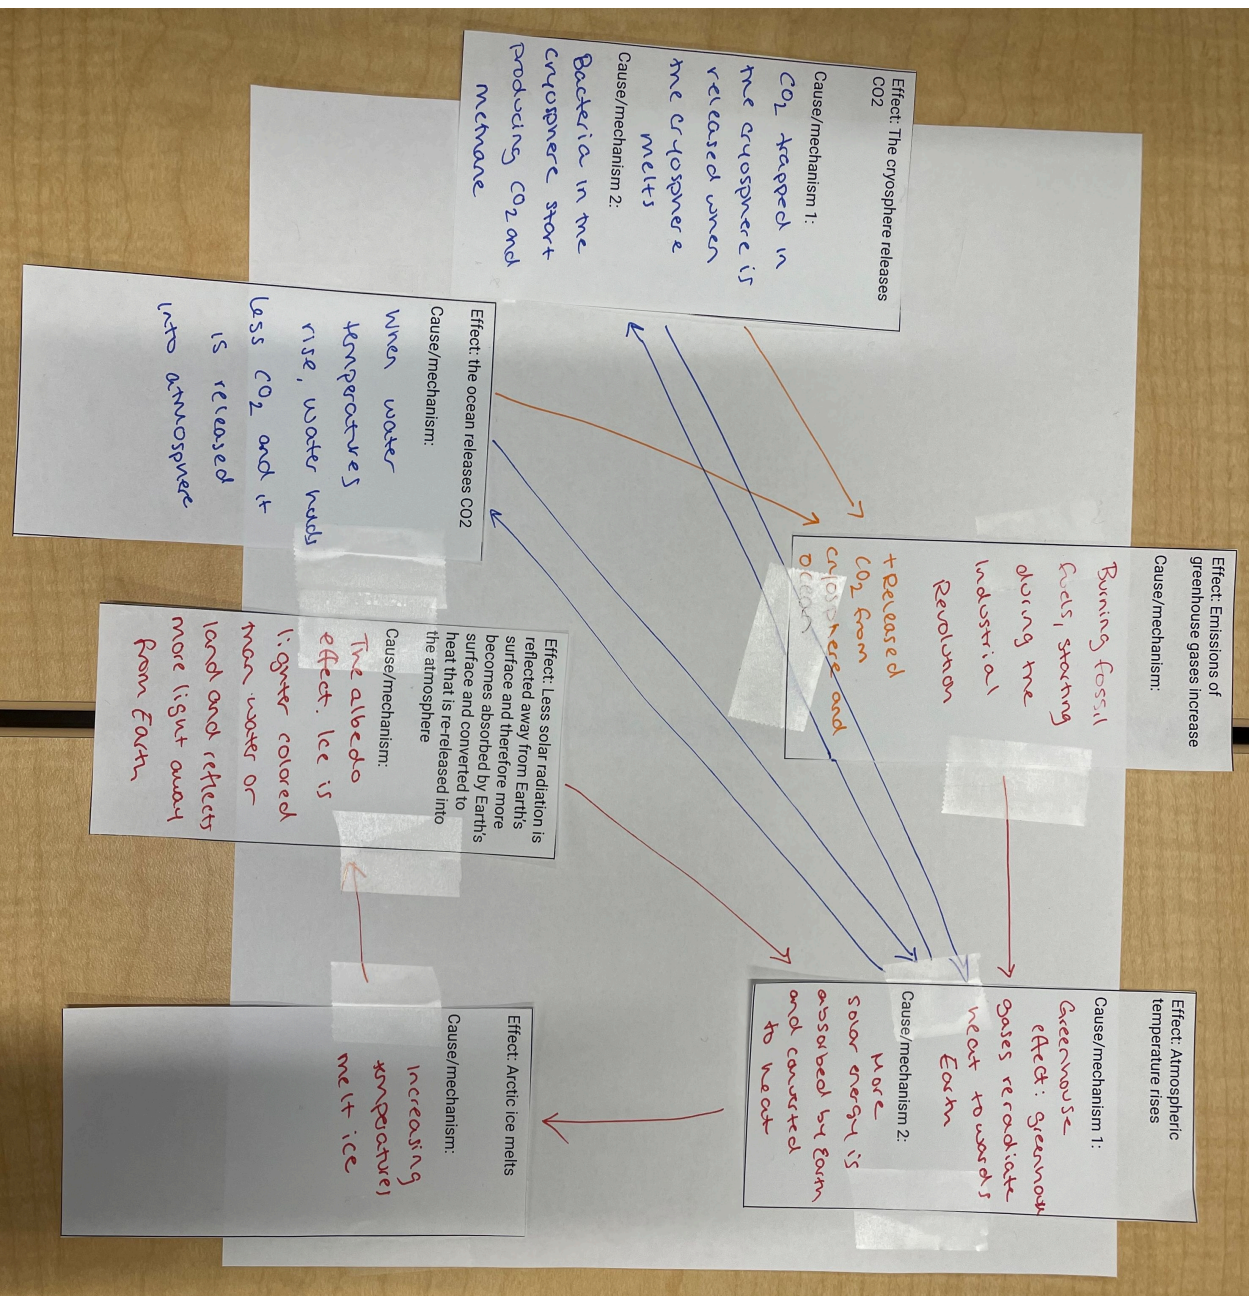 Effect: The cryosphere releases
CO2
Cause/mechanism 1:
CO2 trapped in
the cryosphere is
released when
the cryosphere
melts
Cause/mechanism 2:
Bacteria in the
cryosphere start
producing CO2 and
methane
Effect: Emissions of
greenhouse gases increase
Cause/mechanism:
Burning fossil
fuels, starting
during the
Industrial
Revolution
+Released
CO2 from
cryosphere and
ocean
Effect: Atmospheric
temperature rises
Cause/mechanism 1:
Greenhouse
effect: greenhouse
gases reradiate
heat towards
Earth
Cause/mechanism 2:
More
solar energy is
absorbed by Earth
and converted
to heat
Effect: the ocean releases CO2
Cause/mechanism:
When water
temperatures
rise, water holds
less CO2 and it
is released
into atmosphere
Effect: Less solar radiation is
reflected away from Earth's
surface and therefore more
becomes absorbed by Earth's
surface and converted to
heat that is re-released into
the atmosphere
Cause/mechanism:
The albedo
effect. Ice is
lighter colored
than water or
land and reflects
more light away
from Earth
Effect: Arctic ice melts
Cause/mechanism:
Increasing
temperatures
melt ice